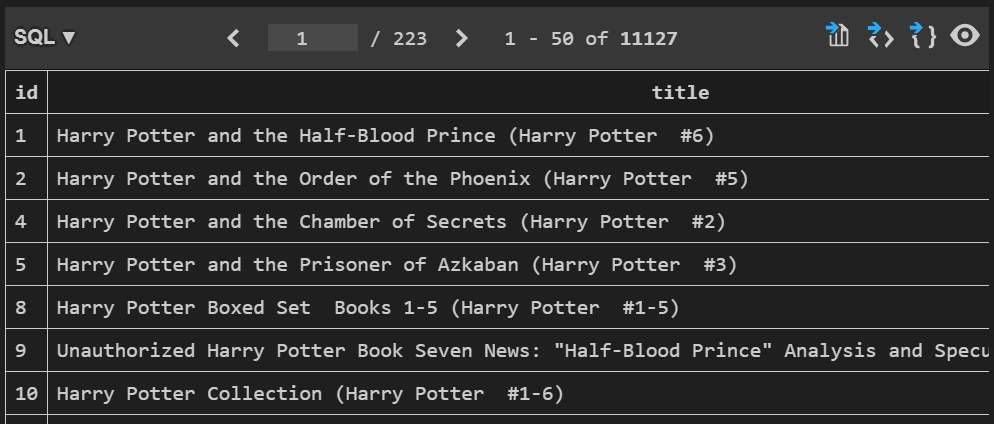 SQL ▼ 1 / 223 1 - 50 of 11127
id title
1 Harry Potter and the Half-Blood Prince (Harry Potter  #6)
2 Harry Potter and the Order of the Phoenix (Harry Potter  #5)
4 Harry Potter and the Chamber of Secrets (Harry Potter  #2)
5 Harry Potter and the Prisoner of Azkaban (Harry Potter  #3)
8 Harry Potter Boxed Set  Books 1-5 (Harry Potter  #1-5)
9 Unauthorized Harry Potter Book Seven News: "Half-Blood Prince" Analysis and Specu
10 Harry Potter Collection (Harry Potter  #1-6)